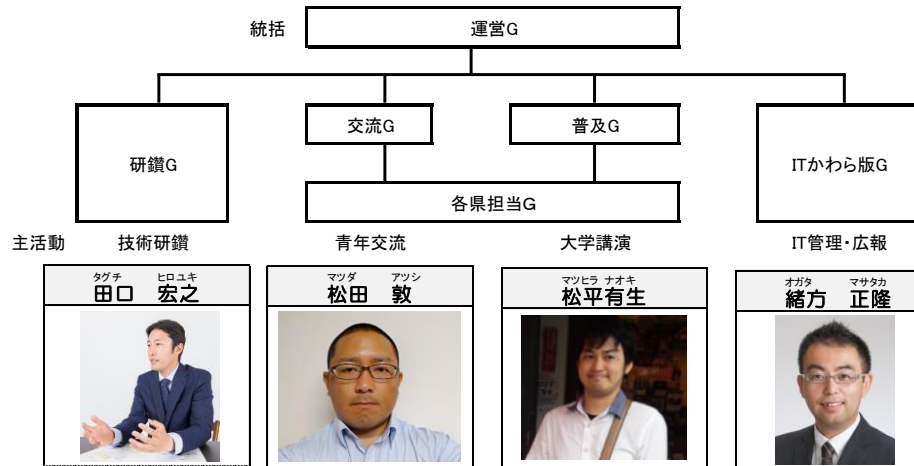 統括
運営G
交流G
普及G
研鑽G
ITかわら版G
各県担当G
主活動
技術研鑽
青年交流
大学講演
IT管理・広報
タグチ ヒロユキ
田口 宏之
マツダ アツシ
松田 敦
マツヒラ ナオキ
松平有生
オガタ マサタカ
緒方 正隆